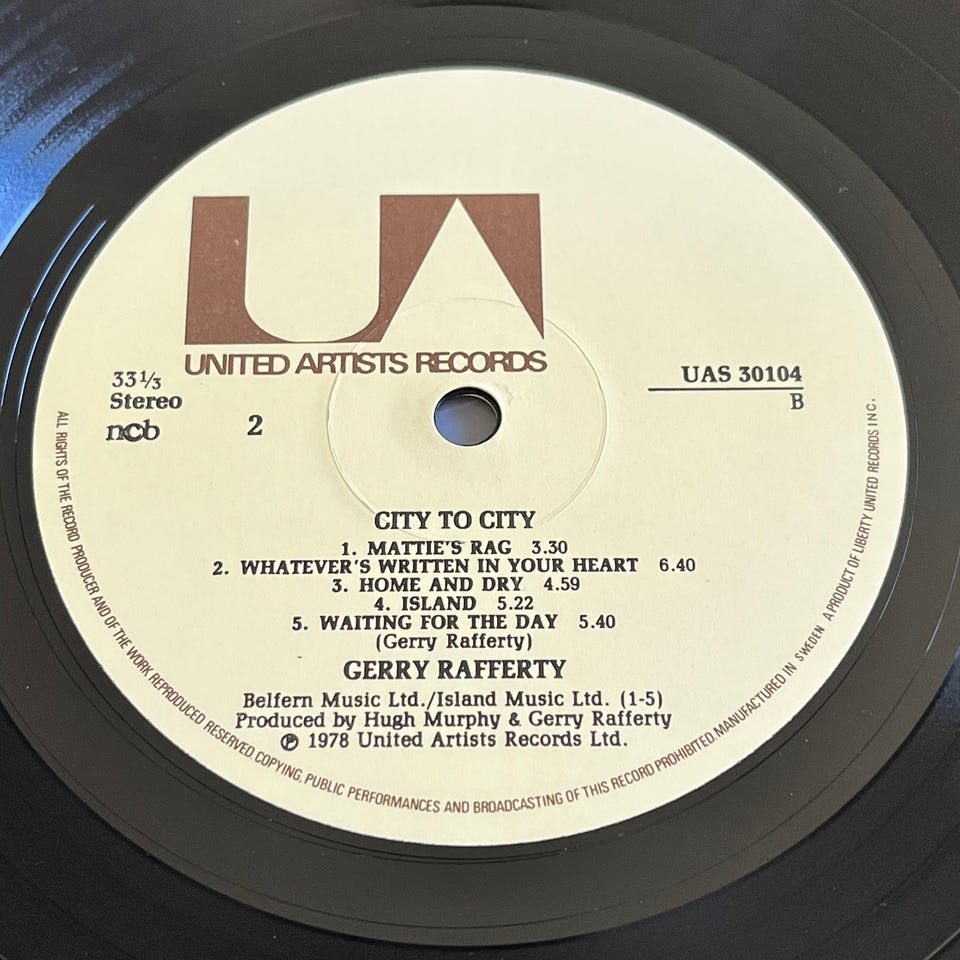 UA
UNITED ARTISTS RECORDS
33 1/3
Stereo
ncb
2
UAS 30104
B
CITY TO CITY
1. MATTIE'S RAG 3.30
2. WHATEVER'S WRITTEN IN YOUR HEART 6.40
3. HOME AND DRY 4.59
4. ISLAND 5.22
5. WAITING FOR THE DAY 5.40
(Gerry Rafferty)
GERRY RAFFERTY
Belfern Music Ltd./Island Music Ltd. (1-5)
Produced by Hugh Murphy & Gerry Rafferty
℗ 1978 United Artists Records Ltd.
ALL RIGHTS OF THE RECORD PRODUCER AND OF THE WORK REPRODUCED RESERVED. COPYING, PUBLIC PERFORMANCES AND BROADCASTING OF THIS RECORD PROHIBITED. MANUFACTURED IN SWEDEN A PRODUCT OF LIBERTY UNITED RECORDS INC.